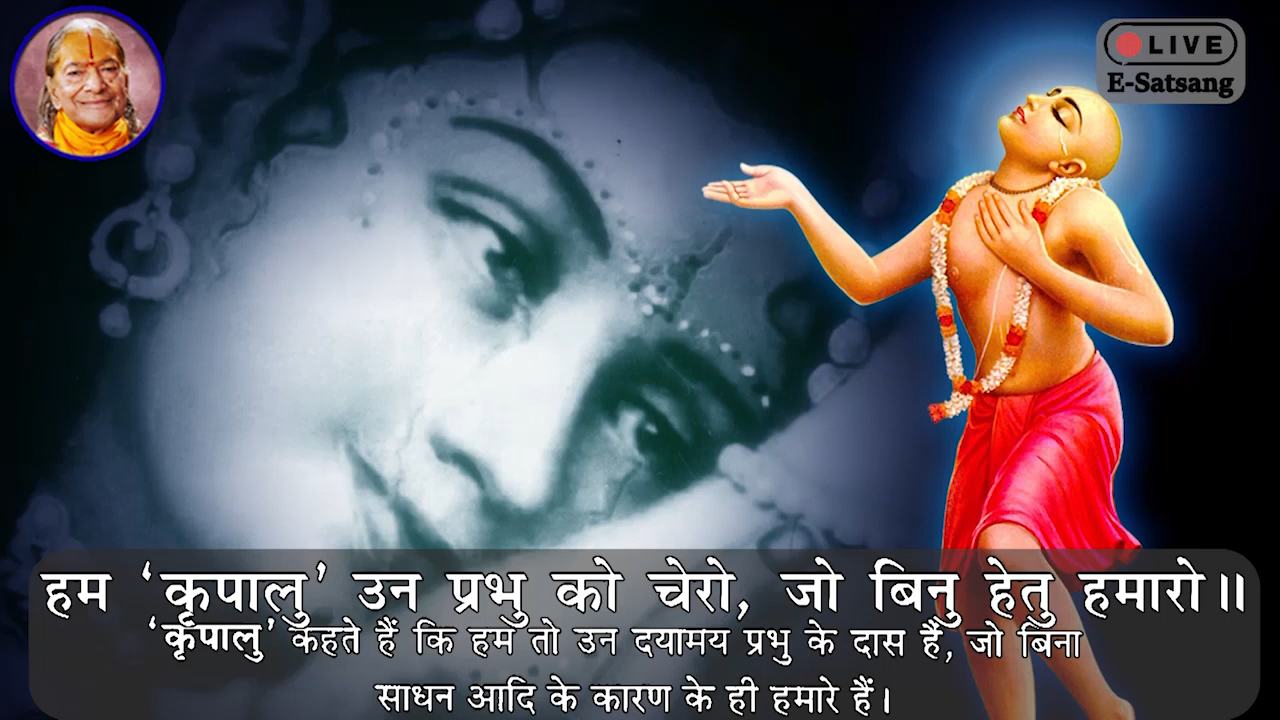 LIVE
E-Satsang
हम ‘कृपालु’ उन प्रभु को चेरो, जो बिनु हेतु हमारो॥
‘कृपालु’ कहते हैं कि हम तो उन दयामय प्रभु के दास हैं, जो बिना
साधन आदि के कारण के ही हमारे हैं।